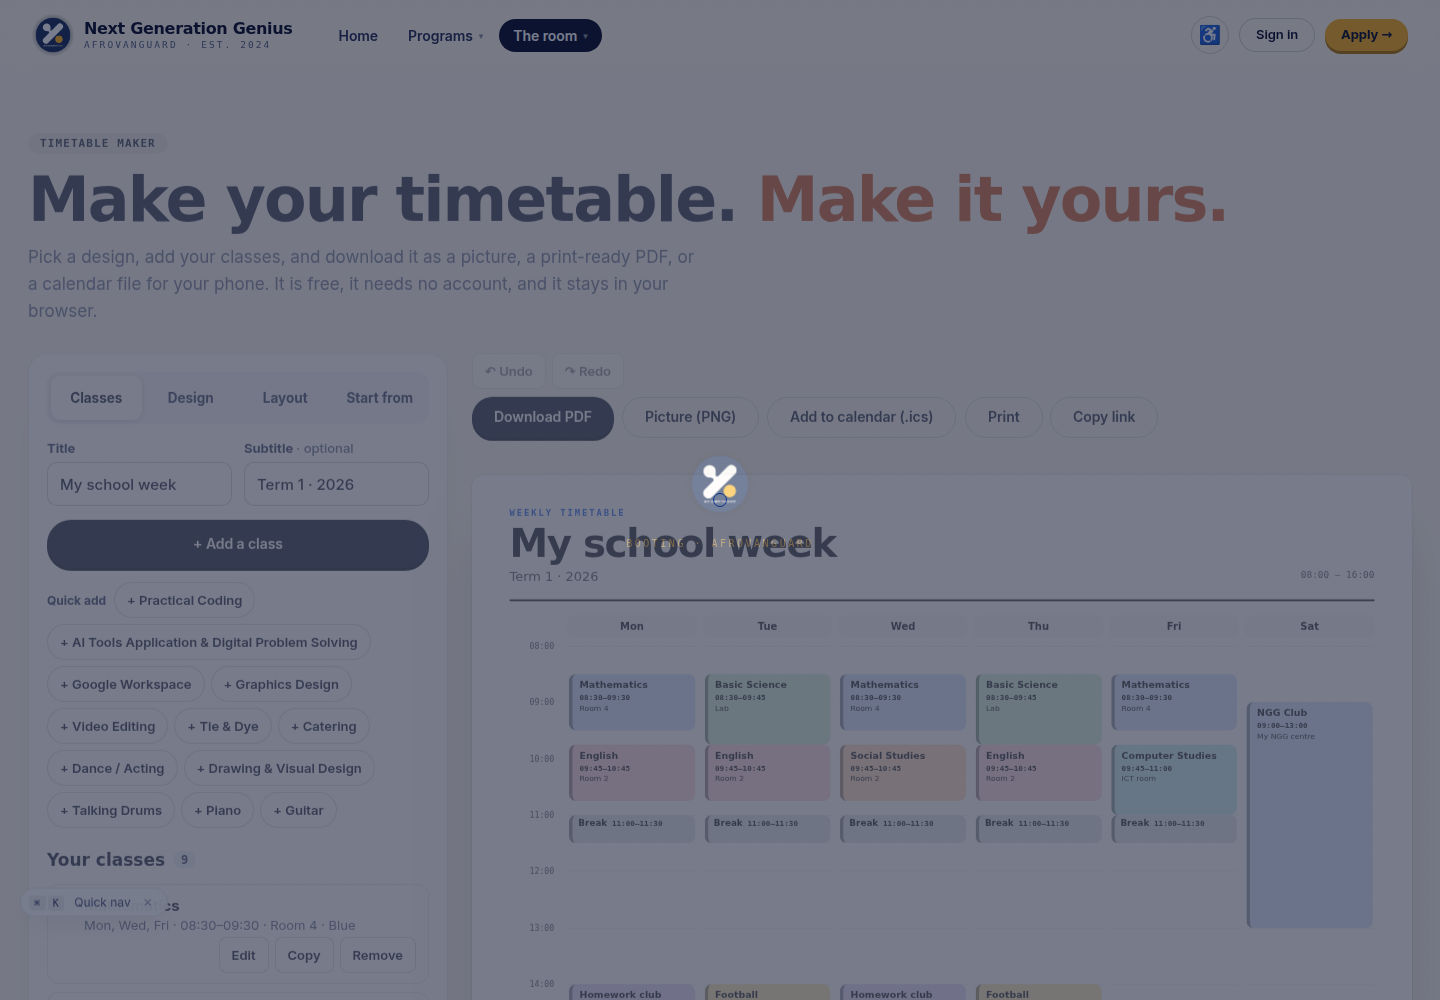 Next Generation Genius
AFROVANGUARD · EST. 2024
Home
Programs ▾
The room ▾
Sign in
Apply →
TIMETABLE MAKER
Make your timetable. Make it yours.
Pick a design, add your classes, and download it as a picture, a print-ready PDF, or
a calendar file for your phone. It is free, it needs no account, and it stays in your
browser.
Classes
Design
Layout
Start from
Title
Subtitle · optional
My school week
Term 1 · 2026
+ Add a class
Quick add
+ Practical Coding
+ AI Tools Application & Digital Problem Solving
+ Google Workspace
+ Graphics Design
+ Video Editing
+ Tie & Dye
+ Catering
+ Dance / Acting
+ Drawing & Visual Design
+ Talking Drums
+ Piano
+ Guitar
Your classes 9
⌘ K Quick nav ×
Mon, Wed, Fri · 08:30–09:30 · Room 4 · Blue
Edit
Copy
Remove
↶ Undo
↷ Redo
Download PDF
Picture (PNG)
Add to calendar (.ics)
Print
Copy link
BOOTING · AFROVANGUARD
WEEKLY TIMETABLE
My school week
Term 1 · 2026
08:00 – 16:00
Mon
Tue
Wed
Thu
Fri
Sat
08:00
09:00
10:00
11:00
12:00
13:00
14:00
Mathematics
08:30–09:30
Room 4
English
09:45–10:45
Room 2
Break 11:00–11:30
Homework club
Basic Science
08:30–09:45
Lab
English
09:45–10:45
Room 2
Break 11:00–11:30
Football
Mathematics
08:30–09:30
Room 4
Social Studies
09:45–10:45
Room 2
Break 11:00–11:30
Homework club
Basic Science
08:30–09:45
Lab
English
09:45–10:45
Room 2
Break 11:00–11:30
Football
Mathematics
08:30–09:30
Room 4
Computer Studies
09:45–11:00
ICT room
Break 11:00–11:30
NGG Club
09:00–13:00
My NGG centre